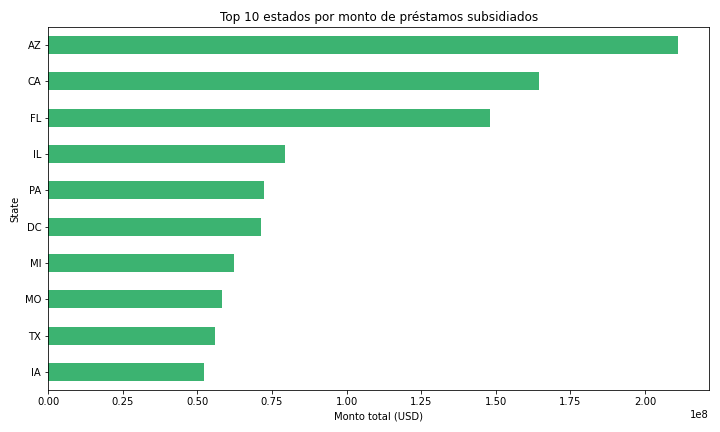 Top 10 estados por monto de préstamos subsidiados
State
AZ
CA
FL
IL
PA
DC
MI
MO
TX
IA
0.00 0.25 0.50 0.75 1.00 1.25 1.50 1.75 2.00
1e8
Monto total (USD)